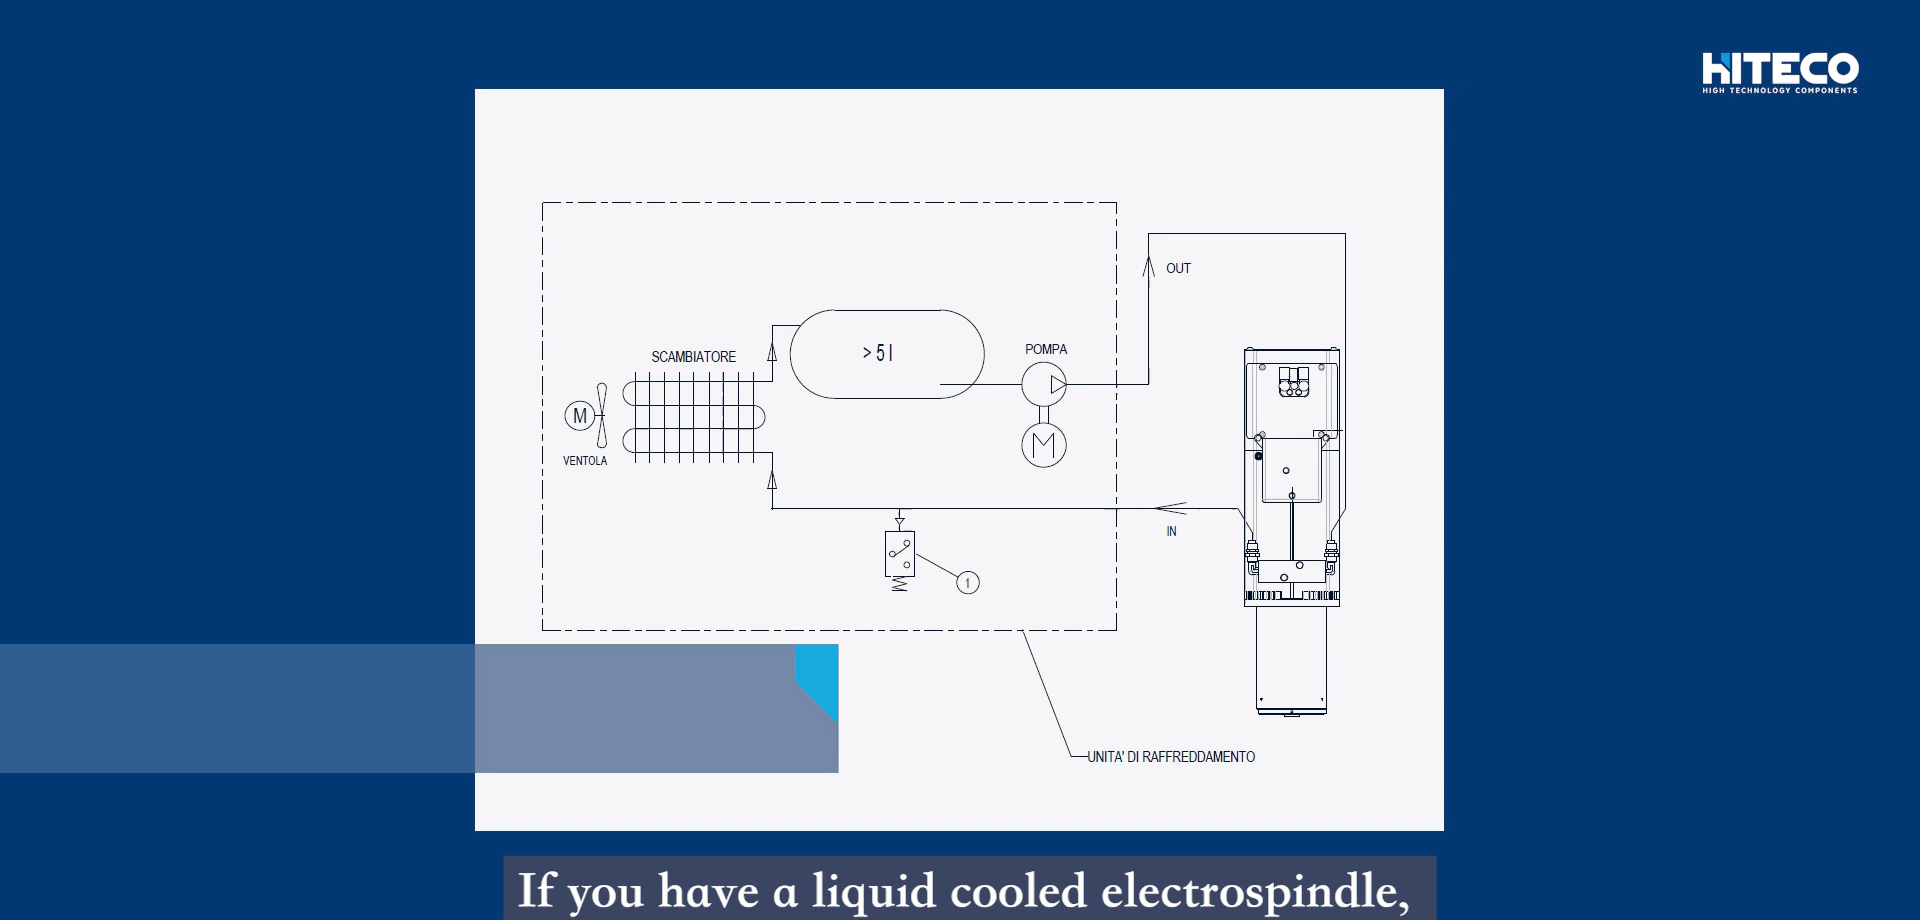 HITECO
HIGH TECHNOLOGY COMPONENTS
OUT
SCAMBIATORE
> 5 l
POMPA
M
VENTOLA
M
IN
1
UNITA' DI RAFFREDDAMENTO
If you have a liquid cooled electrospindle,